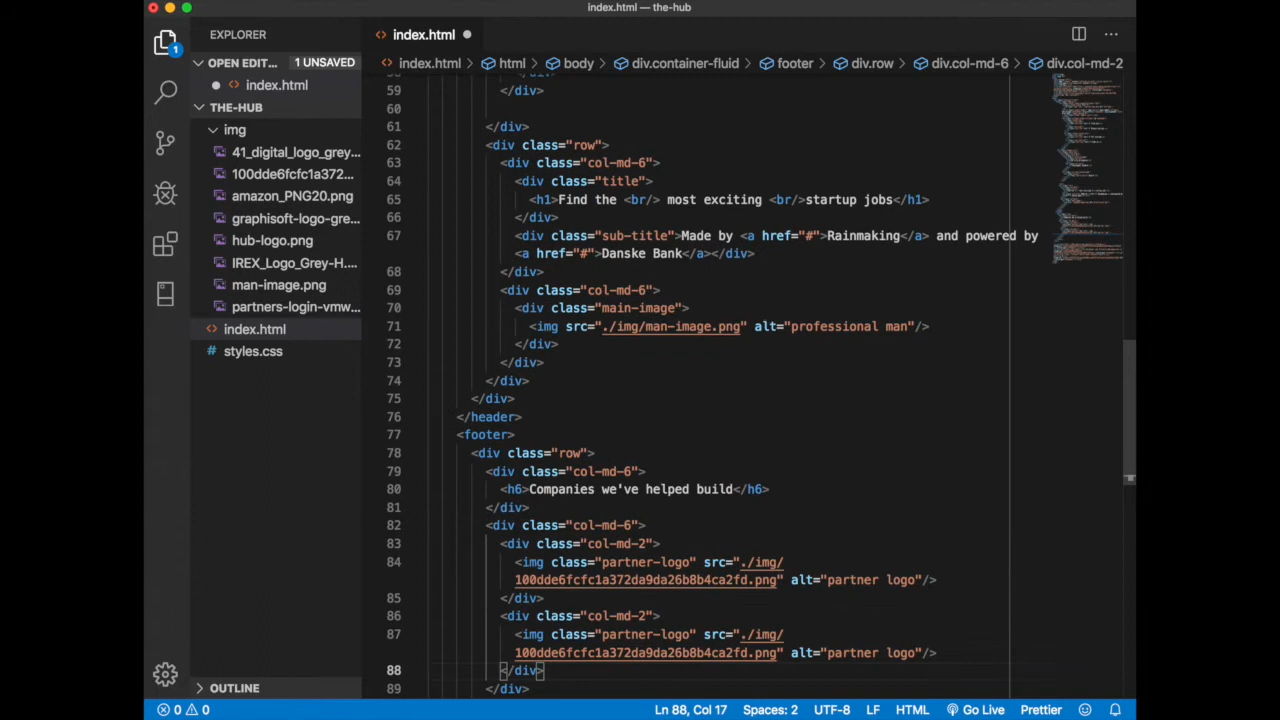 index.html — the-hub
EXPLORER
OPEN EDIT... 1 UNSAVED
index.html
THE-HUB
img
41_digital_logo_grey...
100dde6fcfc1a372...
amazon_PNG20.png
graphisoft-logo-gre...
hub-logo.png
IREX_Logo_Grey-H....
man-image.png
partners-login-vmw...
index.html
styles.css
OUTLINE
index.html
index.html > html > body > div.container-fluid > footer > div.row > div.col-md-6 > div.col-md-2
59 </div>
60
61 </div>
62 <div class="row">
63 <div class="col-md-6">
64 <div class="title">
65 <h1>Find the <br/> most exciting <br/>startup jobs</h1>
66 </div>
67 <div class="sub-title">Made by <a href="#">Rainmaking</a> and powered by
<a href="#">Danske Bank</a></div>
68 </div>
69 <div class="col-md-6">
70 <div class="main-image">
71 <img src="./img/man-image.png" alt="professional man"/>
72 </div>
73 </div>
74 </div>
75 </div>
76 </header>
77 <footer>
78 <div class="row">
79 <div class="col-md-6">
80 <h6>Companies we've helped build</h6>
81 </div>
82 <div class="col-md-6">
83 <div class="col-md-2">
84 <img class="partner-logo" src="./img/
100dde6fcfc1a372da9da26b8b4ca2fd.png" alt="partner logo"/>
85 </div>
86 <div class="col-md-2">
87 <img class="partner-logo" src="./img/
100dde6fcfc1a372da9da26b8b4ca2fd.png" alt="partner logo"/>
88 </div>
89 </div>
0 0 Ln 88, Col 17 Spaces: 2 UTF-8 LF HTML Go Live Prettier